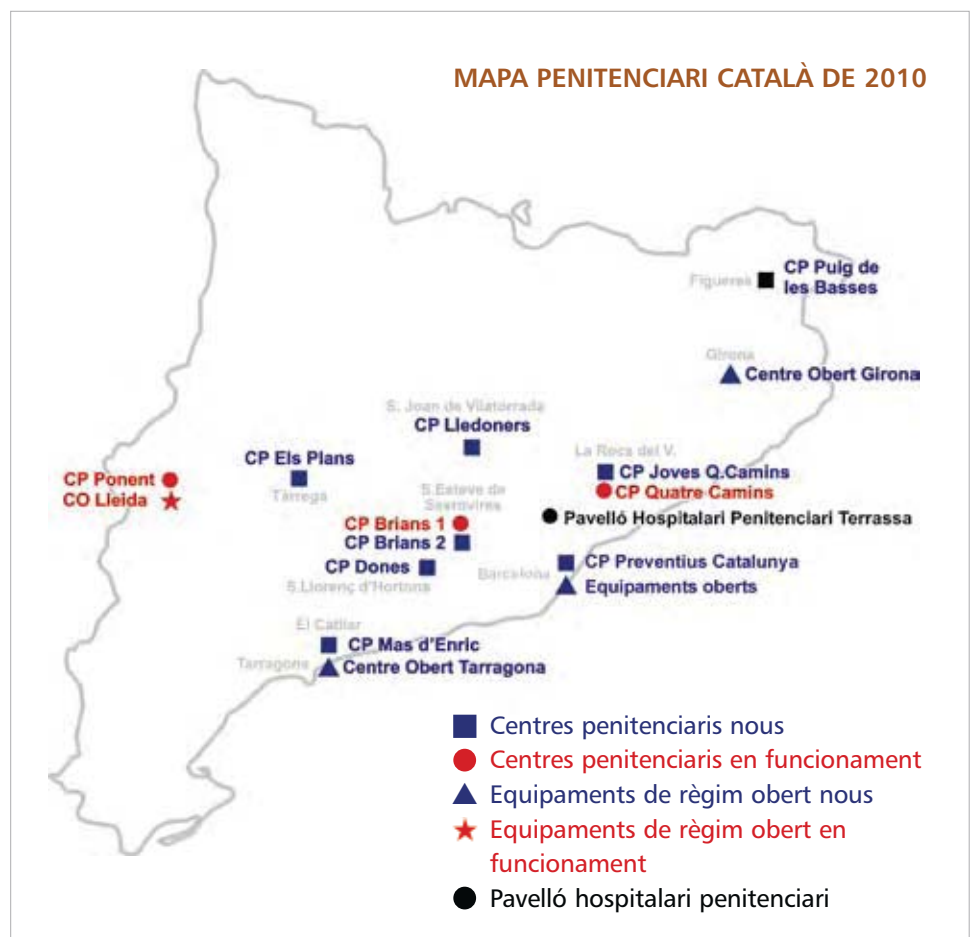 MAPA PENITENCIARI CATALÀ DE 2010
Figueres
CP Puig de
les Basses
Girona
Centre Obert Girona
S. Joan de Vilatorrada
CP Lledoners
La Roca del V.
CP Els Plans
CP Joves Q.Camins
CP Ponent
Tàrrega
S.Esteve de
CP Quatre Camins
CO Lleida
Sesrovires
CP Brians 1
Pavelló Hospitalari Penitenciari Terrassa
CP Brians 2
CP Preventius Catalunya
CP Dones
Barcelona
S.Llorenç d'Hortons
Equipaments oberts
El Catllar
CP Mas d'Enric
Tarragona
Centre Obert Tarragona
Centres penitenciaris nous
Centres penitenciaris en funcionament
Equipaments de règim obert nous
Equipaments de règim obert en
funcionament
Pavelló hospitalari penitenciari